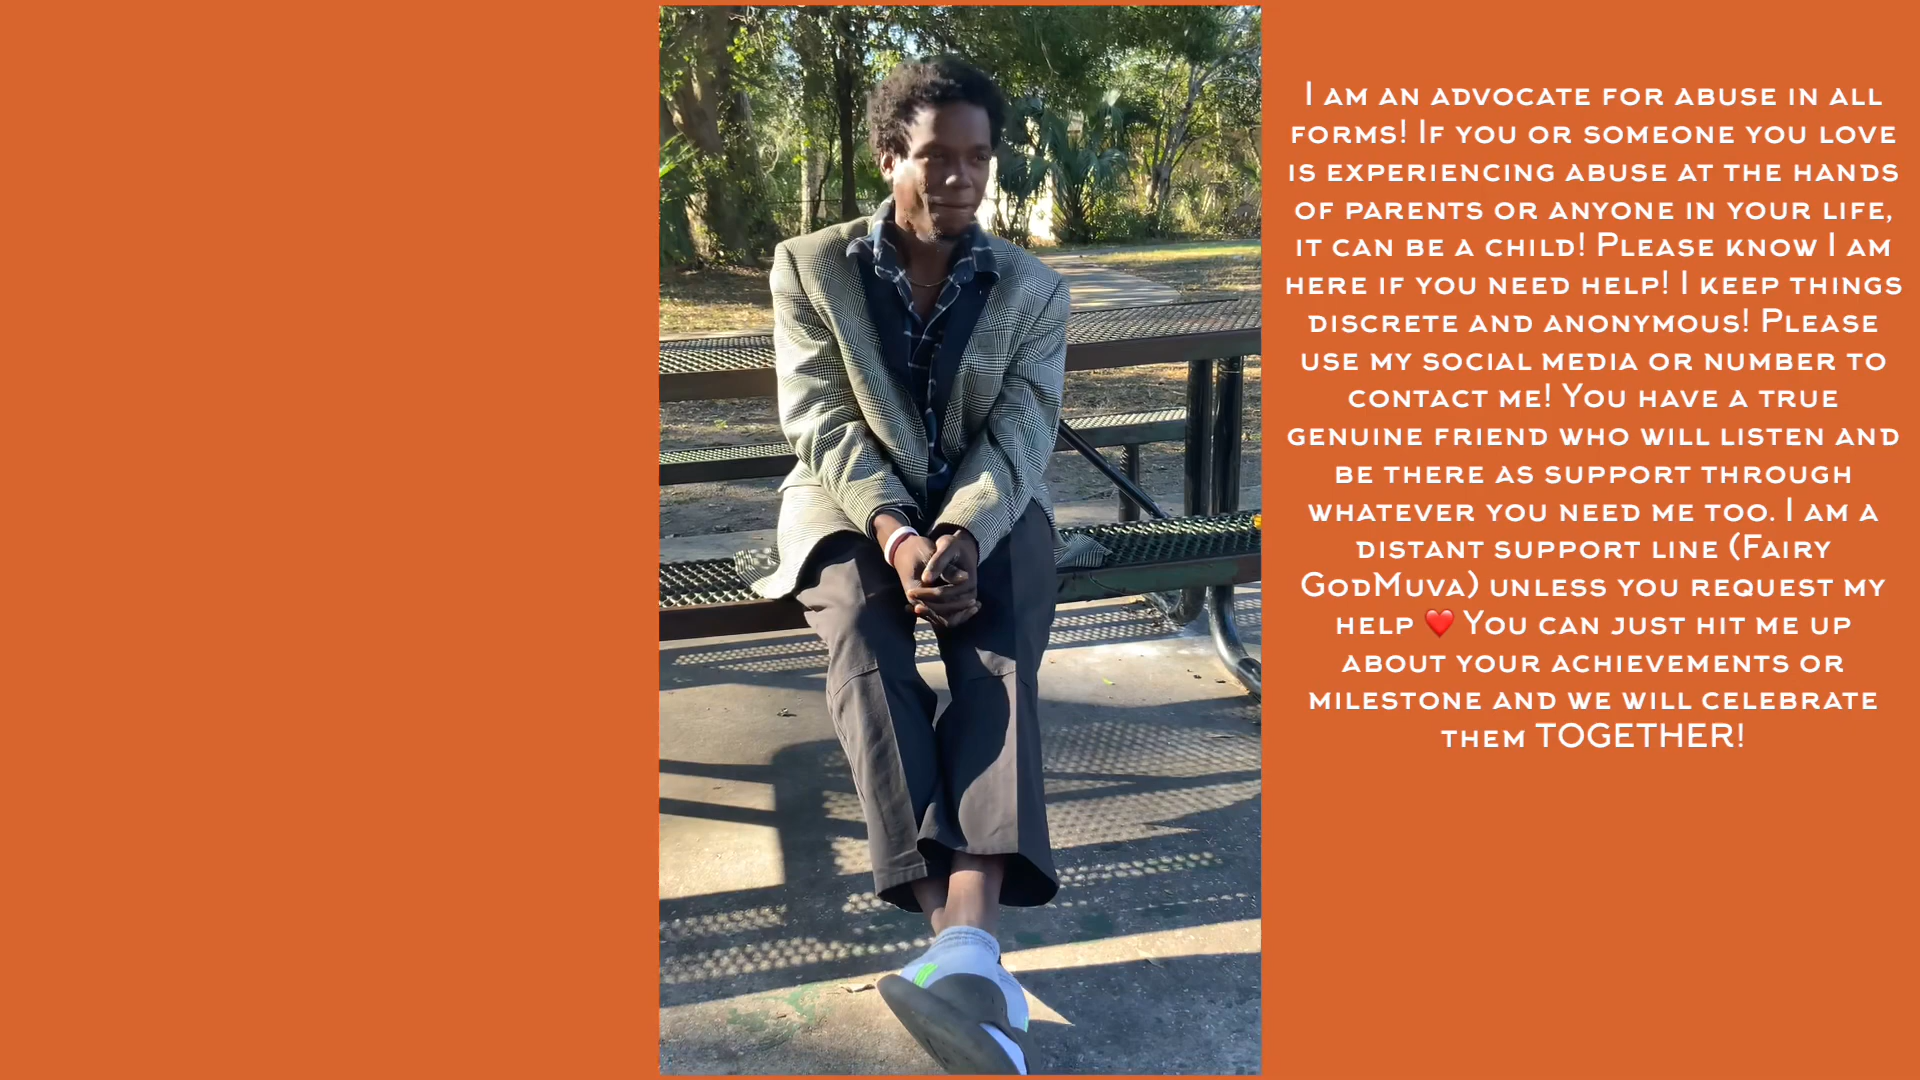 I am an advocate for abuse in all
forms! If you or someone you love
is experiencing abuse at the hands
of parents or anyone in your life,
it can be a child! Please know I am
here if you need help! I keep things
discrete and anonymous! Please
use my social media or number to
contact me! You have a true
genuine friend who will listen and
be there as support through
whatever you need me too. I am a
distant support line (Fairy
GodMuva) unless you request my
help ❤️ You can just hit me up
about your achievements or
milestone and we will celebrate
them TOGETHER!